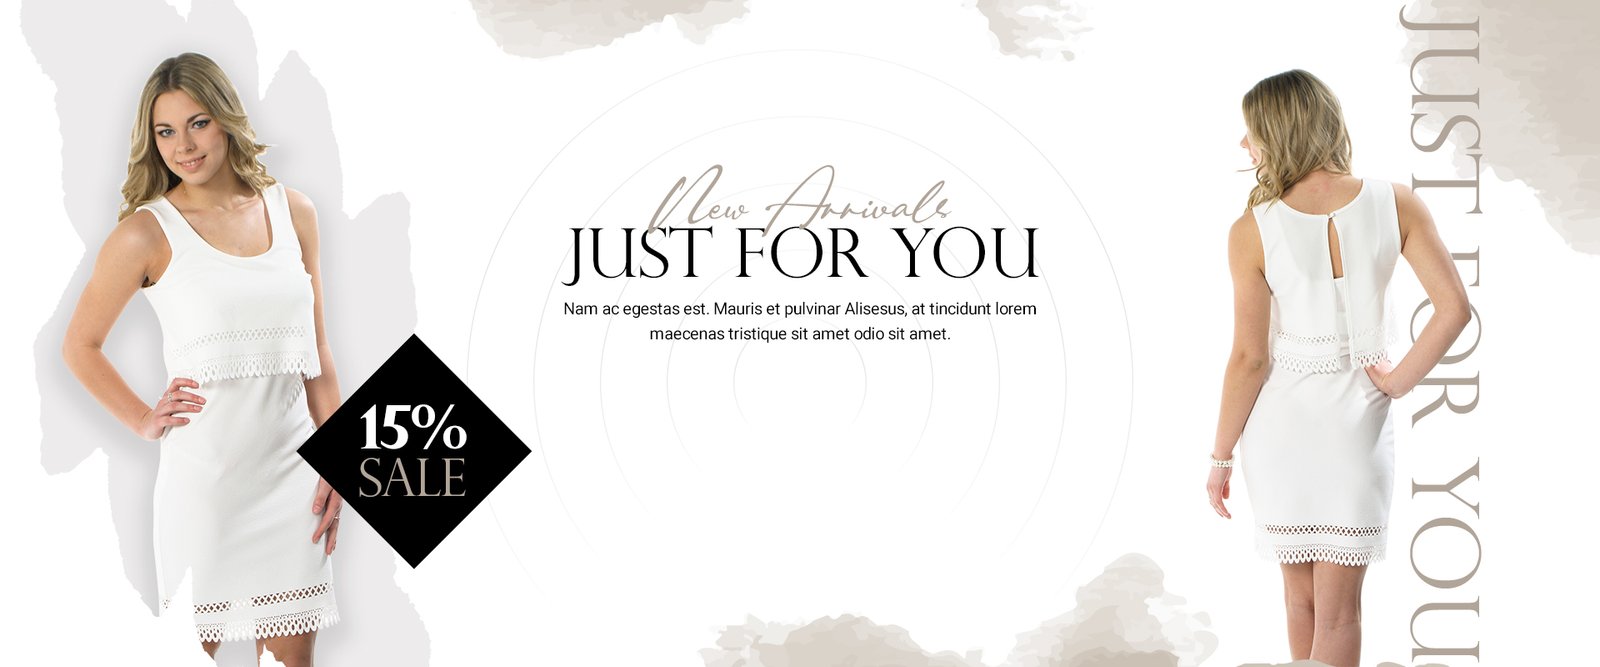 New Arrivals
JUST FOR YOU
Nam ac egestas est. Mauris et pulvinar Alisesus, at tincidunt lorem
maecenas tristique sit amet odio sit amet.
15%
SALE
JUST FOR YOU